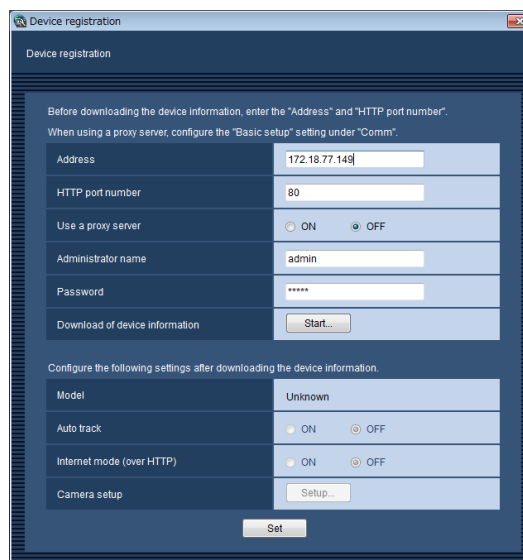 Device registration
Device registration
Before downloading the device information, enter the "Address" and "HTTP port number".
When using a proxy server, configure the "Basic setup" setting under "Comm".
Address 172.18.77.149
HTTP port number 80
Use a proxy server ON OFF
Administrator name admin
Password *****
Download of device information Start...
Configure the following settings after downloading the device information.
Model Unknown
Auto track ON OFF
Internet mode (over HTTP) ON OFF
Camera setup Setup...
Set